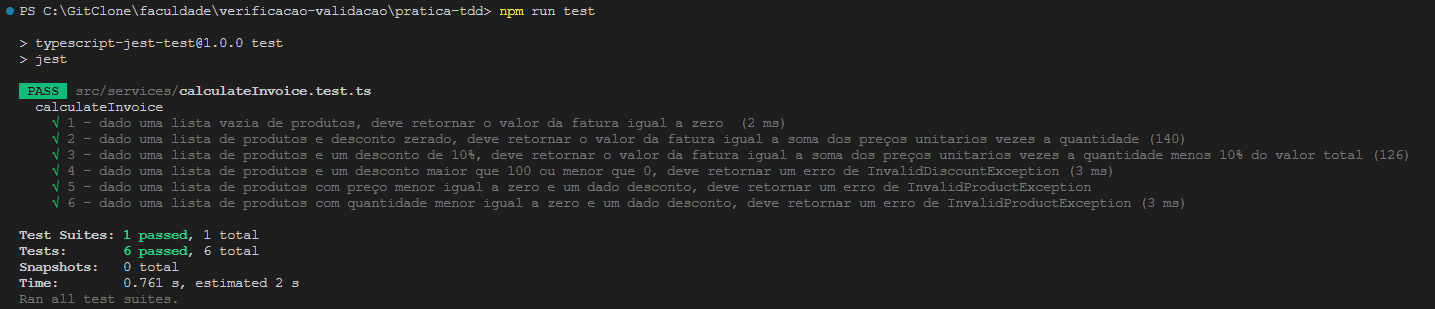 PS C:\GitClone\faculdade\verificacao-validacao\pratica-tdd> npm run test
> typescript-jest-test@1.0.0 test
> jest
PASS src/services/calculateInvoice.test.ts
calculateInvoice
√ 1 – dado uma lista vazia de produtos, deve retornar o valor da fatura igual a zero (2 ms)
√ 2 – dado uma lista de produtos e desconto zerado, deve retornar o valor da fatura igual a soma dos preços unitarios vezes a quantidade (140)
√ 3 – dado uma lista de produtos e um desconto de 10%, deve retornar o valor da fatura igual a soma dos preços unitarios vezes a quantidade menos 10% do valor total (126)
√ 4 – dado uma lista de produtos e um desconto maior que 100 ou menor que 0, deve retornar um erro de InvalidDiscountException (3 ms)
√ 5 – dado uma lista de produtos com preço menor igual a zero e um dado desconto, deve retornar um erro de InvalidProductException
√ 6 – dado uma lista de produtos com quantidade menor igual a zero e um dado desconto, deve retornar um erro de InvalidProductException (3 ms)
Test Suites: 1 passed, 1 total
Tests: 6 passed, 6 total
Snapshots: 0 total
Time: 0.761 s, estimated 2 s
Ran all test suites.